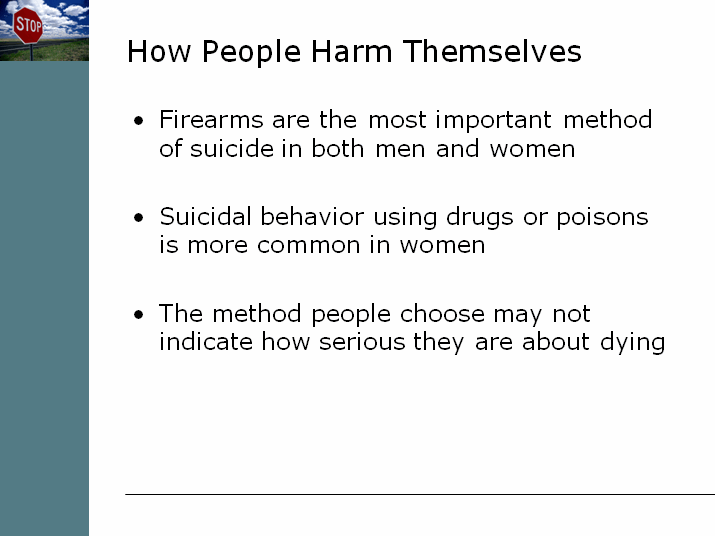 STOP
How People Harm Themselves
• Firearms are the most important method
of suicide in both men and women
• Suicidal behavior using drugs or poisons
is more common in women
• The method people choose may not
indicate how serious they are about dying